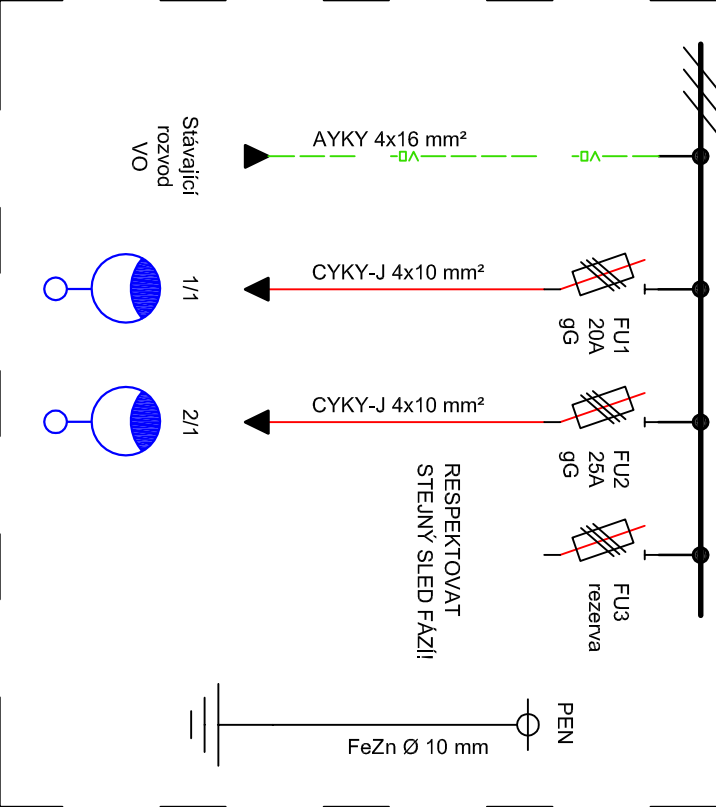 Stávající
rozvod
VO
AYKY 4x16 mm²
1/1
CYKY-J 4x10 mm²
FU1
20A
gG
2/1
CYKY-J 4x10 mm²
FU2
25A
gG
RESPEKTOVAT
STEJNÝ SLED FÁZÍ!
FU3
rezerva
PEN
FeZn Ø 10 mm